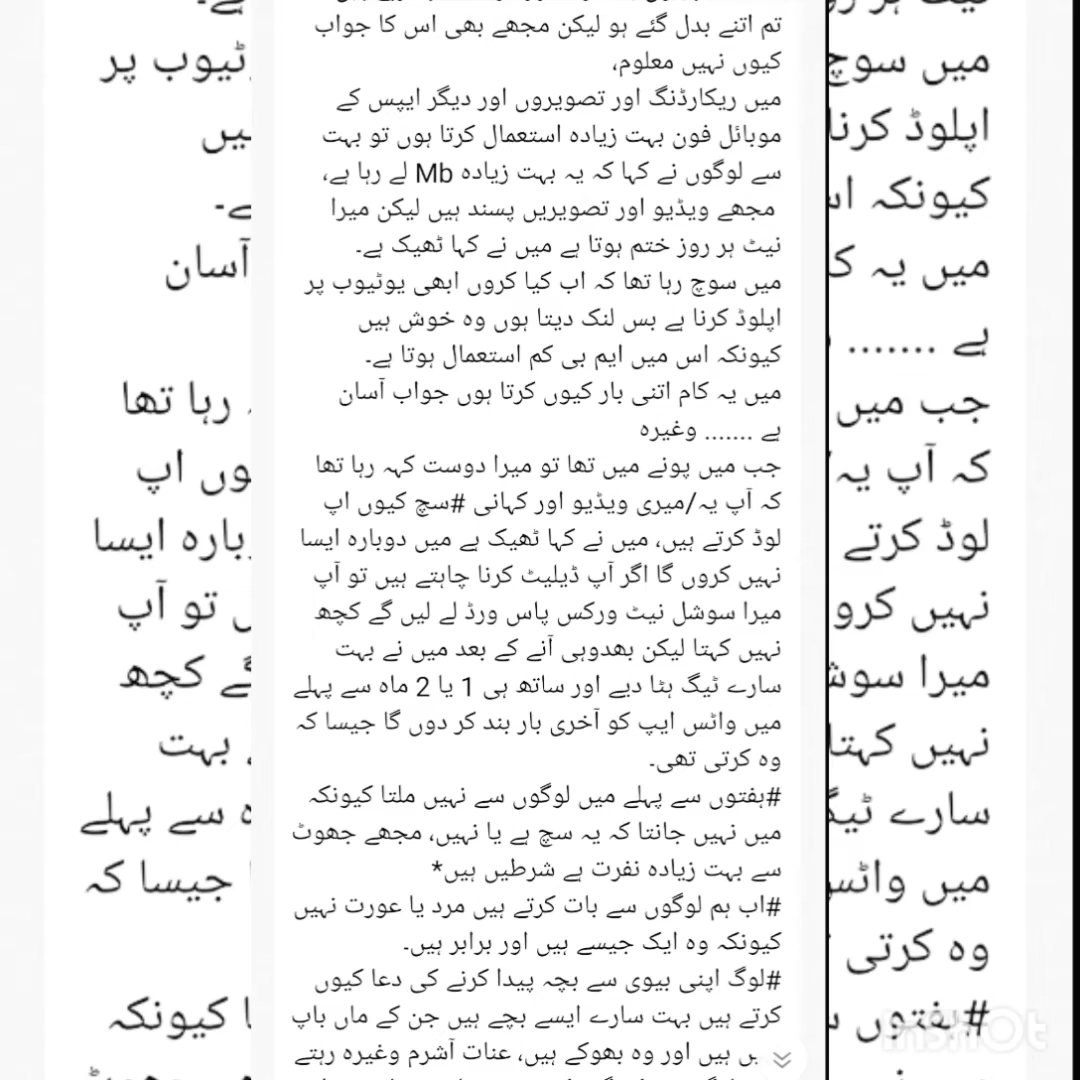 تم اتنے بدل گئے ہو لیکن مجھے بھی اس کا جواب
کیوں نہیں معلوم،
میں ریکارڈنگ اور تصویروں اور دیگر ایپس کے
موبائل فون بہت زیادہ استعمال کرتا ہوں تو بہت
سے لوگوں نے کہا کہ یہ بہت زیادہ Mb لے رہا ہے،
مجھے ویڈیو اور تصویریں پسند ہیں لیکن میرا
نیٹ ہر روز ختم ہوتا ہے میں نے کہا ٹھیک ہے۔
میں سوچ رہا تھا کہ اب کیا کروں ابھی یوٹیوب پر
اپلوڈ کرنا ہے بس لنک دیتا ہوں وہ خوش ہیں
کیونکہ اس میں ایم بی کم استعمال ہوتا ہے۔
میں یہ کام اتنی بار کیوں کرتا ہوں جواب آسان
ہے ....... وغیرہ
جب میں پونے میں تھا تو میرا دوست کہہ رہا تھا
کہ آپ یہ/میری ویڈیو اور کہانی #سچ کیوں اپ
لوڈ کرتے ہیں، میں نے کہا ٹھیک ہے میں دوبارہ ایسا
نہیں کروں گا اگر آپ ڈیلیٹ کرنا چاہتے ہیں تو آپ
میرا سوشل نیٹ ورکس پاس ورڈ لے لیں گے کچھ
نہیں کہتا لیکن بھدوہی آنے کے بعد میں نے بہت
سارے ٹیگ ہٹا دیے اور ساتھ ہی 1 یا 2 ماہ سے پہلے
میں واٹس ایپ کو آخری بار بند کر دوں گا جیسا کہ
وہ کرتی تھی۔
#ہفتوں سے پہلے میں لوگوں سے نہیں ملتا کیونکہ
میں نہیں جانتا کہ یہ سچ ہے یا نہیں، مجھے جھوٹ
سے بہت زیادہ نفرت ہے شرطیں ہیں*
#اب ہم لوگوں سے بات کرتے ہیں مرد یا عورت نہیں
کیونکہ وہ ایک جیسے ہیں اور برابر ہیں۔
#لوگ اپنی بیوی سے بچہ پیدا کرنے کی دعا کیوں
کرتے ہیں بہت سارے ایسے بچے ہیں جن کے ماں باپ
ہیں اور وہ بھوکے ہیں، عنات آشرم وغیرہ رہتے
InShOt